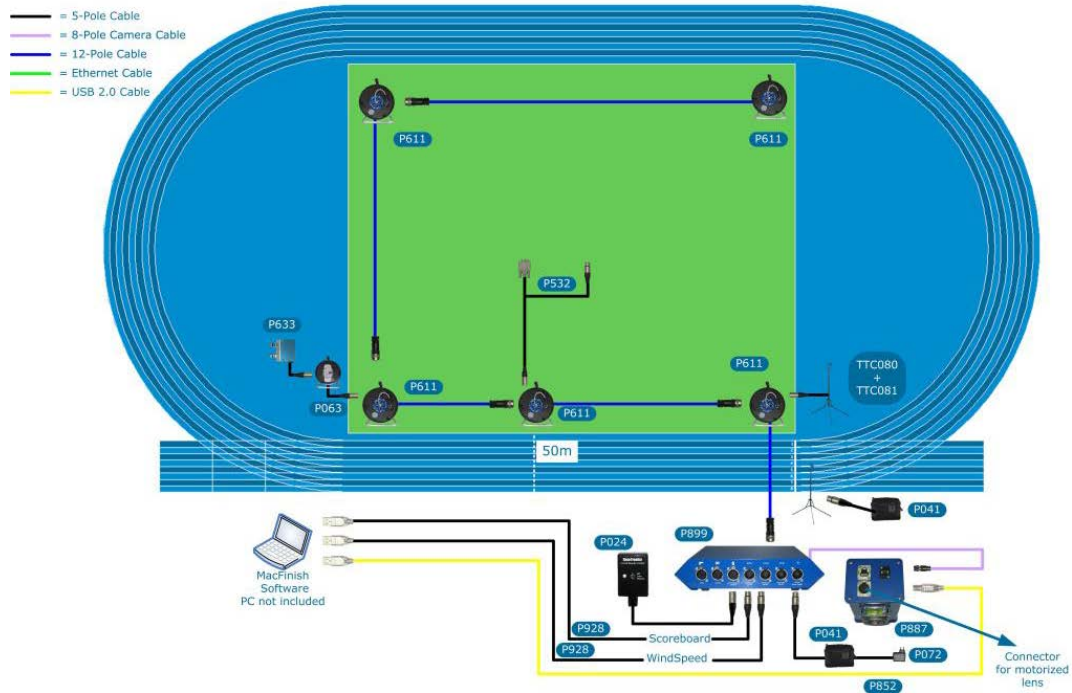 = 5-Pole Cable
= 8-Pole Camera Cable
= 12-Pole Cable
= Ethernet Cable
= USB 2.0 Cable
P611
P611
P532
P633
P063
P611
P611
P611
TTC080
+
TTC081
50m
P041
P899
P024
MacFinish
Software
PC not included
P928
Scoreboard
P928
WindSpeed
P041
P887
P072
P852
Connector
for motorized
lens